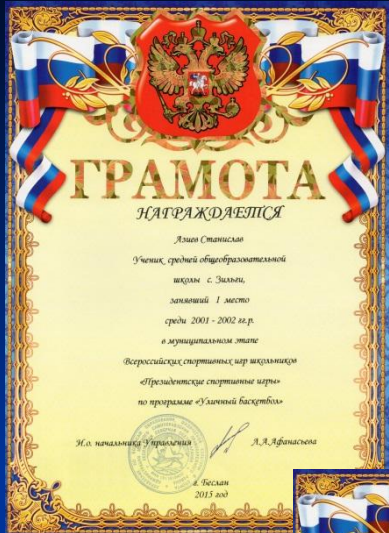 ГРАМОТА
НАГРАЖДАЕТСЯ
Азиев Станислав
Ученик средней общеобразовательной
школы с. Зильги,
занявший I место
среди 2001 - 2002 гг.р.
в муниципальном этапе
Всероссийских спортивных игр школьников
«Президентские спортивные игры»
по программе «Уличный баскетбол»
И.о. начальника Управления Л.А.Афанасьева
г. Беслан
2015 год